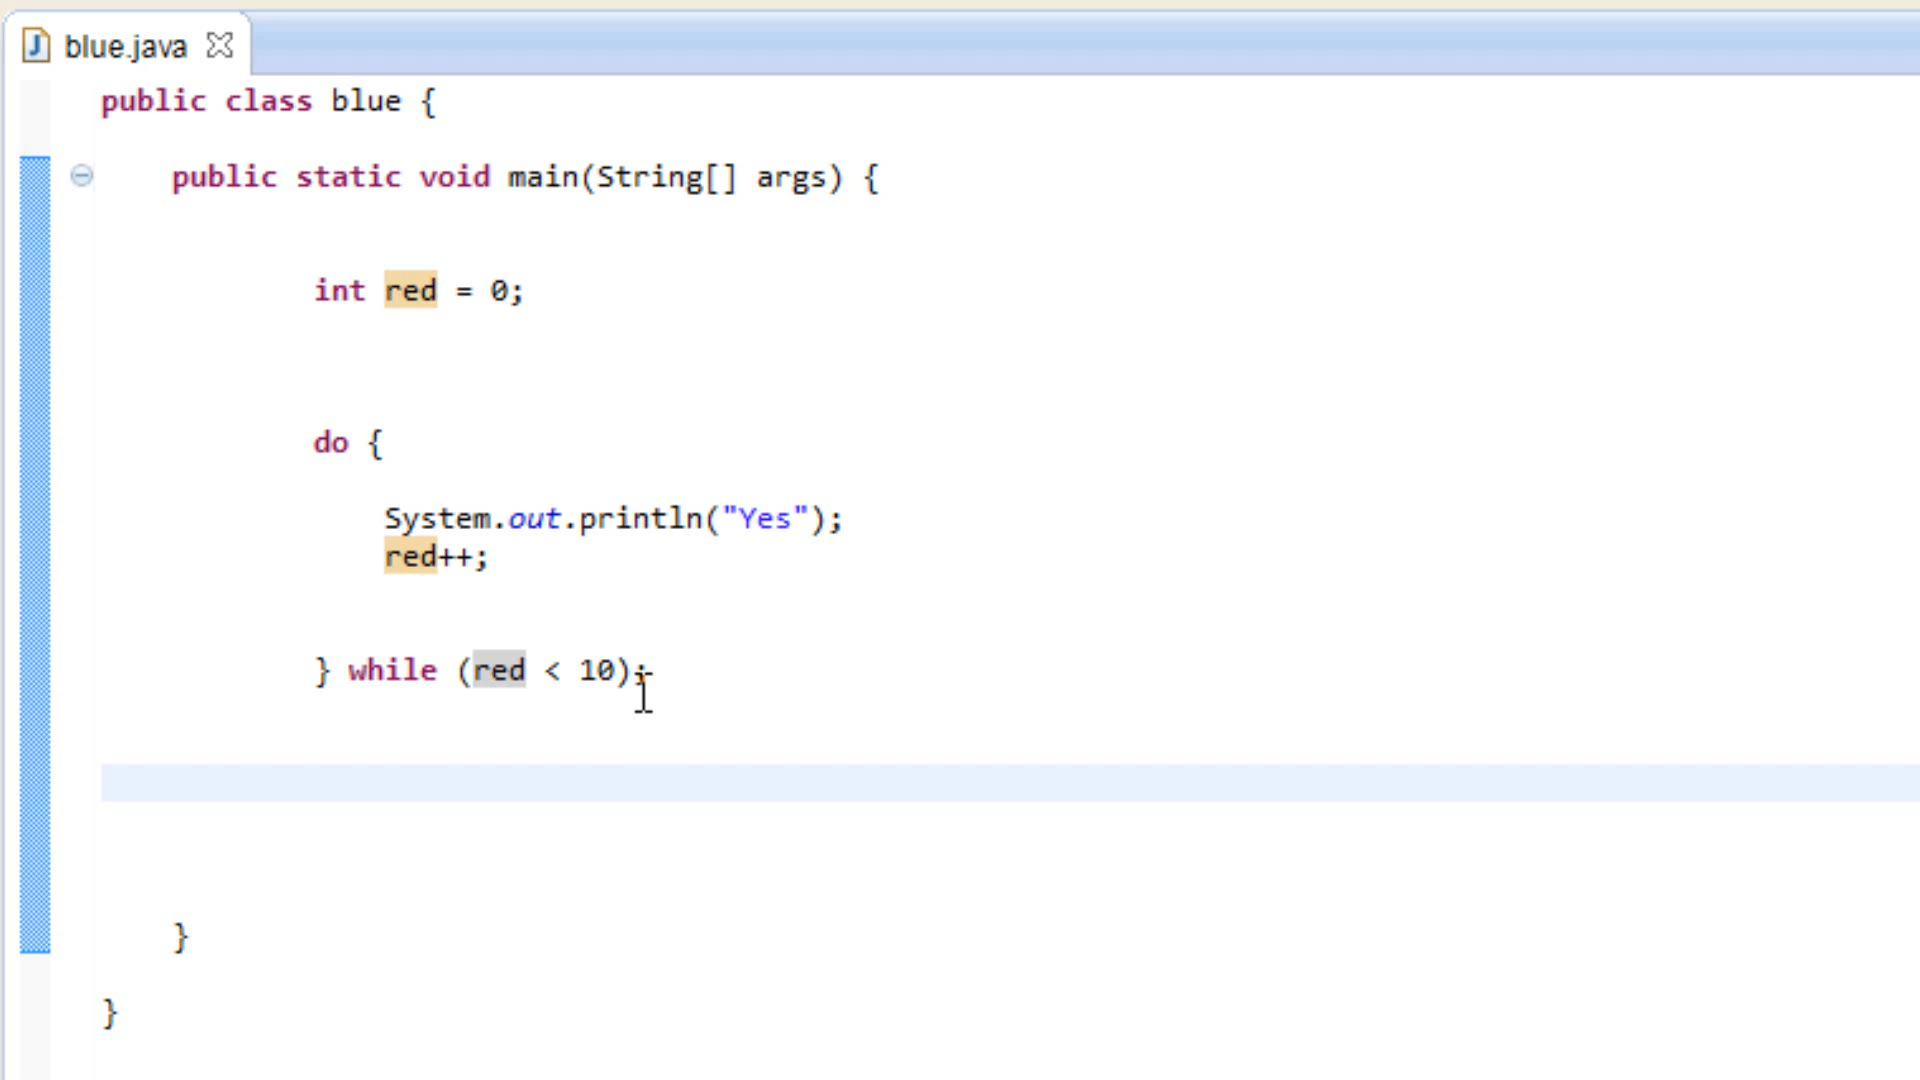 blue.java
public class blue {
public static void main(String[] args) {
int red = 0;
do {
System.out.println("Yes");
red++;
} while (red < 10);
}
}